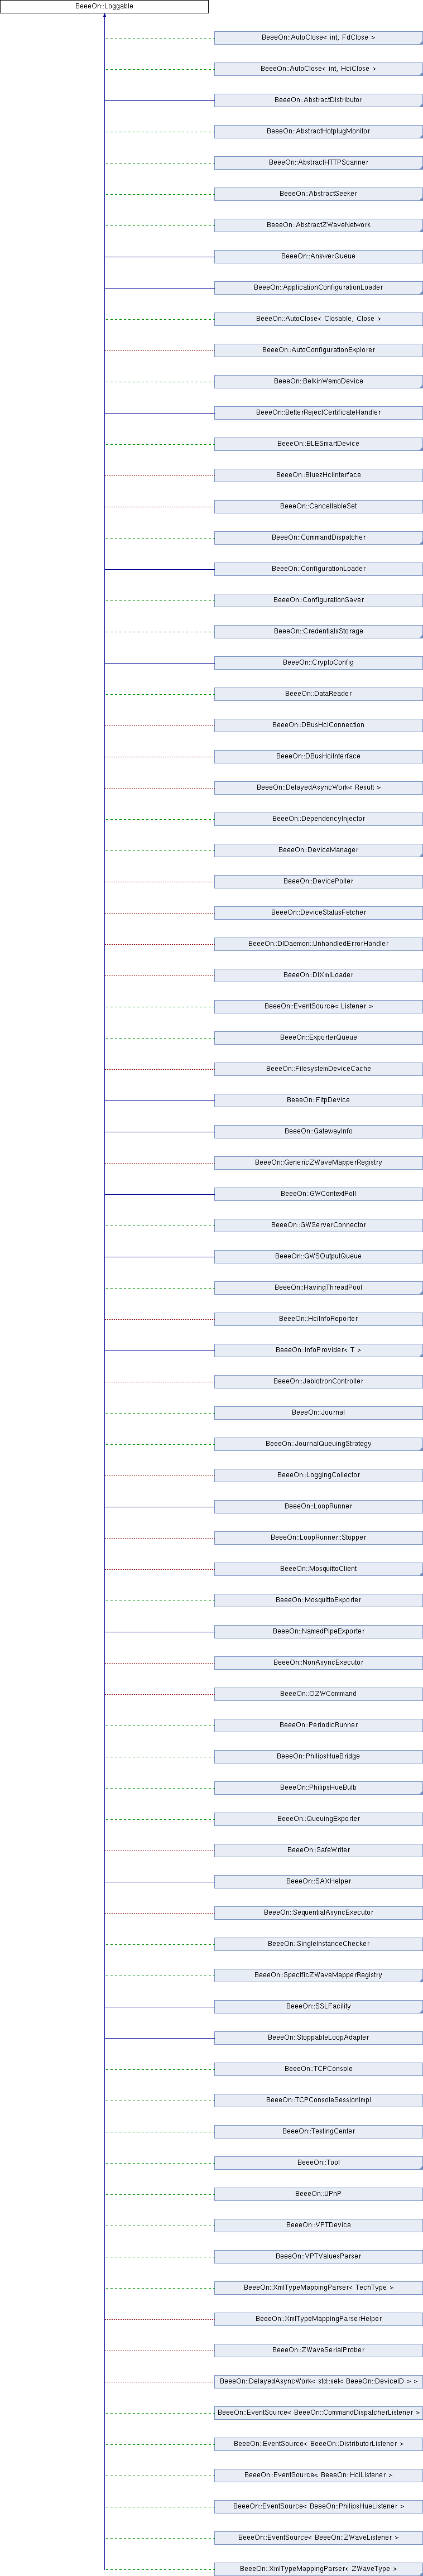 BeeeOn::Loggable
BeeeOn::AutoClose< int, FdClose >
BeeeOn::AutoClose< int, HciClose >
BeeeOn::AbstractDistributor
BeeeOn::AbstractHotplugMonitor
BeeeOn::AbstractHTTPScanner
BeeeOn::AbstractSeeker
BeeeOn::AbstractZWaveNetwork
BeeeOn::AnswerQueue
BeeeOn::ApplicationConfigurationLoader
BeeeOn::AutoClose< Closable, Close >
BeeeOn::AutoConfigurationExplorer
BeeeOn::BelkinWemoDevice
BeeeOn::BetterRejectCertificateHandler
BeeeOn::BLESmartDevice
BeeeOn::BluezHciInterface
BeeeOn::CancellableSet
BeeeOn::CommandDispatcher
BeeeOn::ConfigurationLoader
BeeeOn::ConfigurationSaver
BeeeOn::CredentialsStorage
BeeeOn::CryptoConfig
BeeeOn::DataReader
BeeeOn::DBusHciConnection
BeeeOn::DBusHciInterface
BeeeOn::DelayedAsyncWork< Result >
BeeeOn::DependencyInjector
BeeeOn::DeviceManager
BeeeOn::DevicePoller
BeeeOn::DeviceStatusFetcher
BeeeOn::DIDaemon::UnhandledErrorHandler
BeeeOn::DIXmlLoader
BeeeOn::EventSource< Listener >
BeeeOn::ExporterQueue
BeeeOn::FilesystemDeviceCache
BeeeOn::FitpDevice
BeeeOn::GatewayInfo
BeeeOn::GenericZWaveMapperRegistry
BeeeOn::GWContextPoll
BeeeOn::GWServerConnector
BeeeOn::GWSOutputQueue
BeeeOn::HavingThreadPool
BeeeOn::HciInfoReporter
BeeeOn::InfoProvider< T >
BeeeOn::JablotronController
BeeeOn::Journal
BeeeOn::JournalQueuingStrategy
BeeeOn::LoggingCollector
BeeeOn::LoopRunner
BeeeOn::LoopRunner::Stopper
BeeeOn::MosquittoClient
BeeeOn::MosquittoExporter
BeeeOn::NamedPipeExporter
BeeeOn::NonAsyncExecutor
BeeeOn::OZWCommand
BeeeOn::PeriodicRunner
BeeeOn::PhilipsHueBridge
BeeeOn::PhilipsHueBulb
BeeeOn::QueuingExporter
BeeeOn::SafeWriter
BeeeOn::SAXHelper
BeeeOn::SequentialAsyncExecutor
BeeeOn::SingleInstanceChecker
BeeeOn::SpecificZWaveMapperRegistry
BeeeOn::SSLFacility
BeeeOn::StoppableLoopAdapter
BeeeOn::TCPConsole
BeeeOn::TCPConsoleSessionImpl
BeeeOn::TestingCenter
BeeeOn::Tool
BeeeOn::UPnP
BeeeOn::VPTDevice
BeeeOn::VPTValuesParser
BeeeOn::XmlTypeMappingParser< TechType >
BeeeOn::XmlTypeMappingParserHelper
BeeeOn::ZWaveSerialProber
BeeeOn::DelayedAsyncWork< std::set< BeeeOn::DeviceID > >
BeeeOn::EventSource< BeeeOn::CommandDispatcherListener >
BeeeOn::EventSource< BeeeOn::DistributorListener >
BeeeOn::EventSource< BeeeOn::HciListener >
BeeeOn::EventSource< BeeeOn::PhilipsHueListener >
BeeeOn::EventSource< BeeeOn::ZWaveListener >
BeeeOn::XmlTypeMappingParser< ZWaveType >